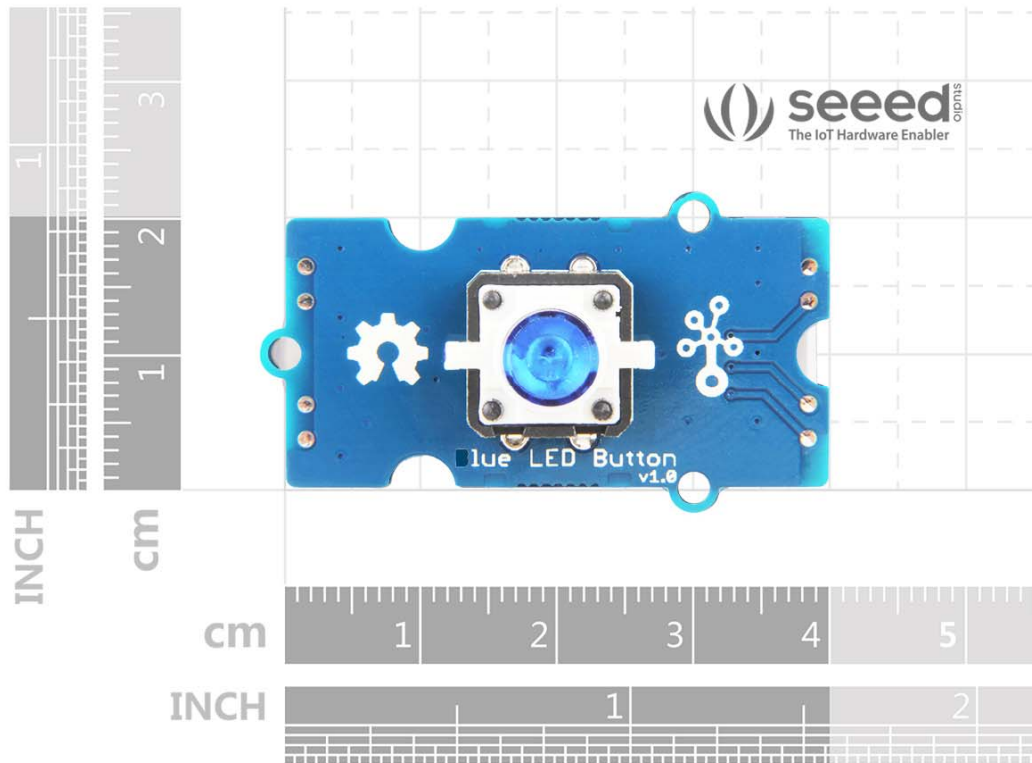 seeed
studio
The IoT Hardware Enabler
3
2
1
cm
1
INCH
Blue LED Button
v1.0
cm 1 2 3 4 5
INCH 1 2